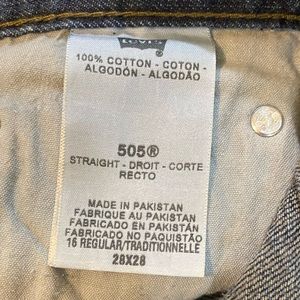 Levi's
®
100% COTTON - COTON -
ALGODÓN - ALGODÃO
505®
STRAIGHT - DROIT - CORTE
RECTO
MADE IN PAKISTAN
FABRIQUE AU PAKISTAN
FABRICADO EN PAKISTÁN
FABRICADO NO PAQUISTÃO
16 REGULAR/TRADITIONNELLE
28X28